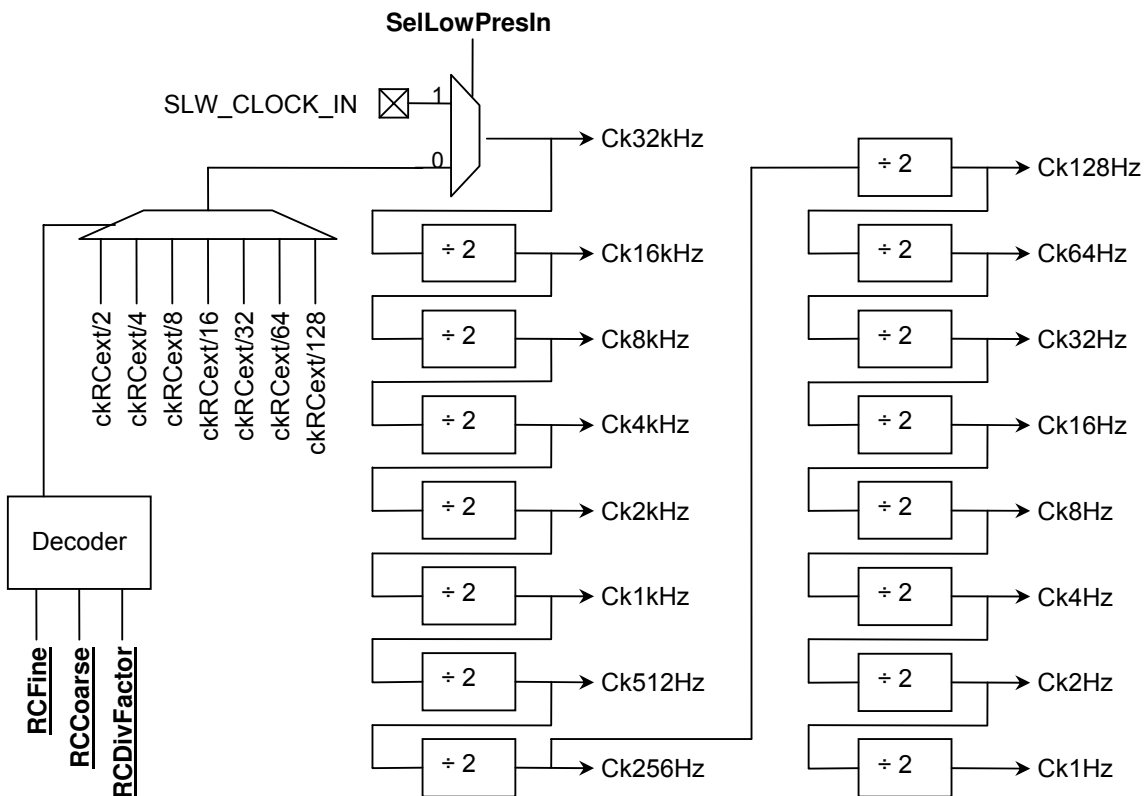 SelLowPresIn
SLW_CLOCK_IN
1
0
Ck32kHz
ckRCext/2
ckRCext/4
ckRCext/8
ckRCext/16
ckRCext/32
ckRCext/64
ckRCext/128
Decoder
RCFine
RCCoarse
RCDivFactor
÷ 2
Ck16kHz
÷ 2
Ck8kHz
÷ 2
Ck4kHz
÷ 2
Ck2kHz
÷ 2
Ck1kHz
÷ 2
Ck512Hz
÷ 2
Ck256Hz
÷ 2
Ck128Hz
÷ 2
Ck64Hz
÷ 2
Ck32Hz
÷ 2
Ck16Hz
÷ 2
Ck8Hz
÷ 2
Ck4Hz
÷ 2
Ck2Hz
÷ 2
Ck1Hz